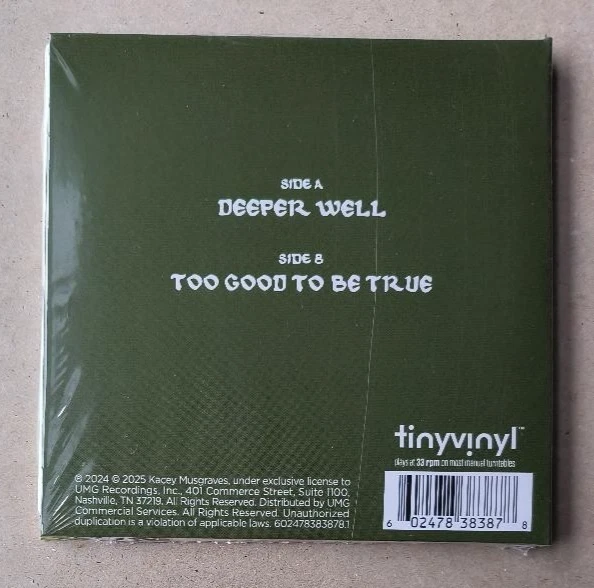 SIDE A
DEEPER WELL
SIDE B
TOO GOOD TO BE TRUE
tinyvinyl™
plays at 33 rpm on most manual turntables
℗ 2024 © 2025 Kacey Musgraves, under exclusive license to
UMG Recordings, Inc., 401 Commerce Street, Suite 1100,
Nashville, TN 37219. All Rights Reserved. Distributed by UMG
Commercial Services. All Rights Reserved. Unauthorized
duplication is a violation of applicable laws. 602478383878.1
6 02478 38387 8